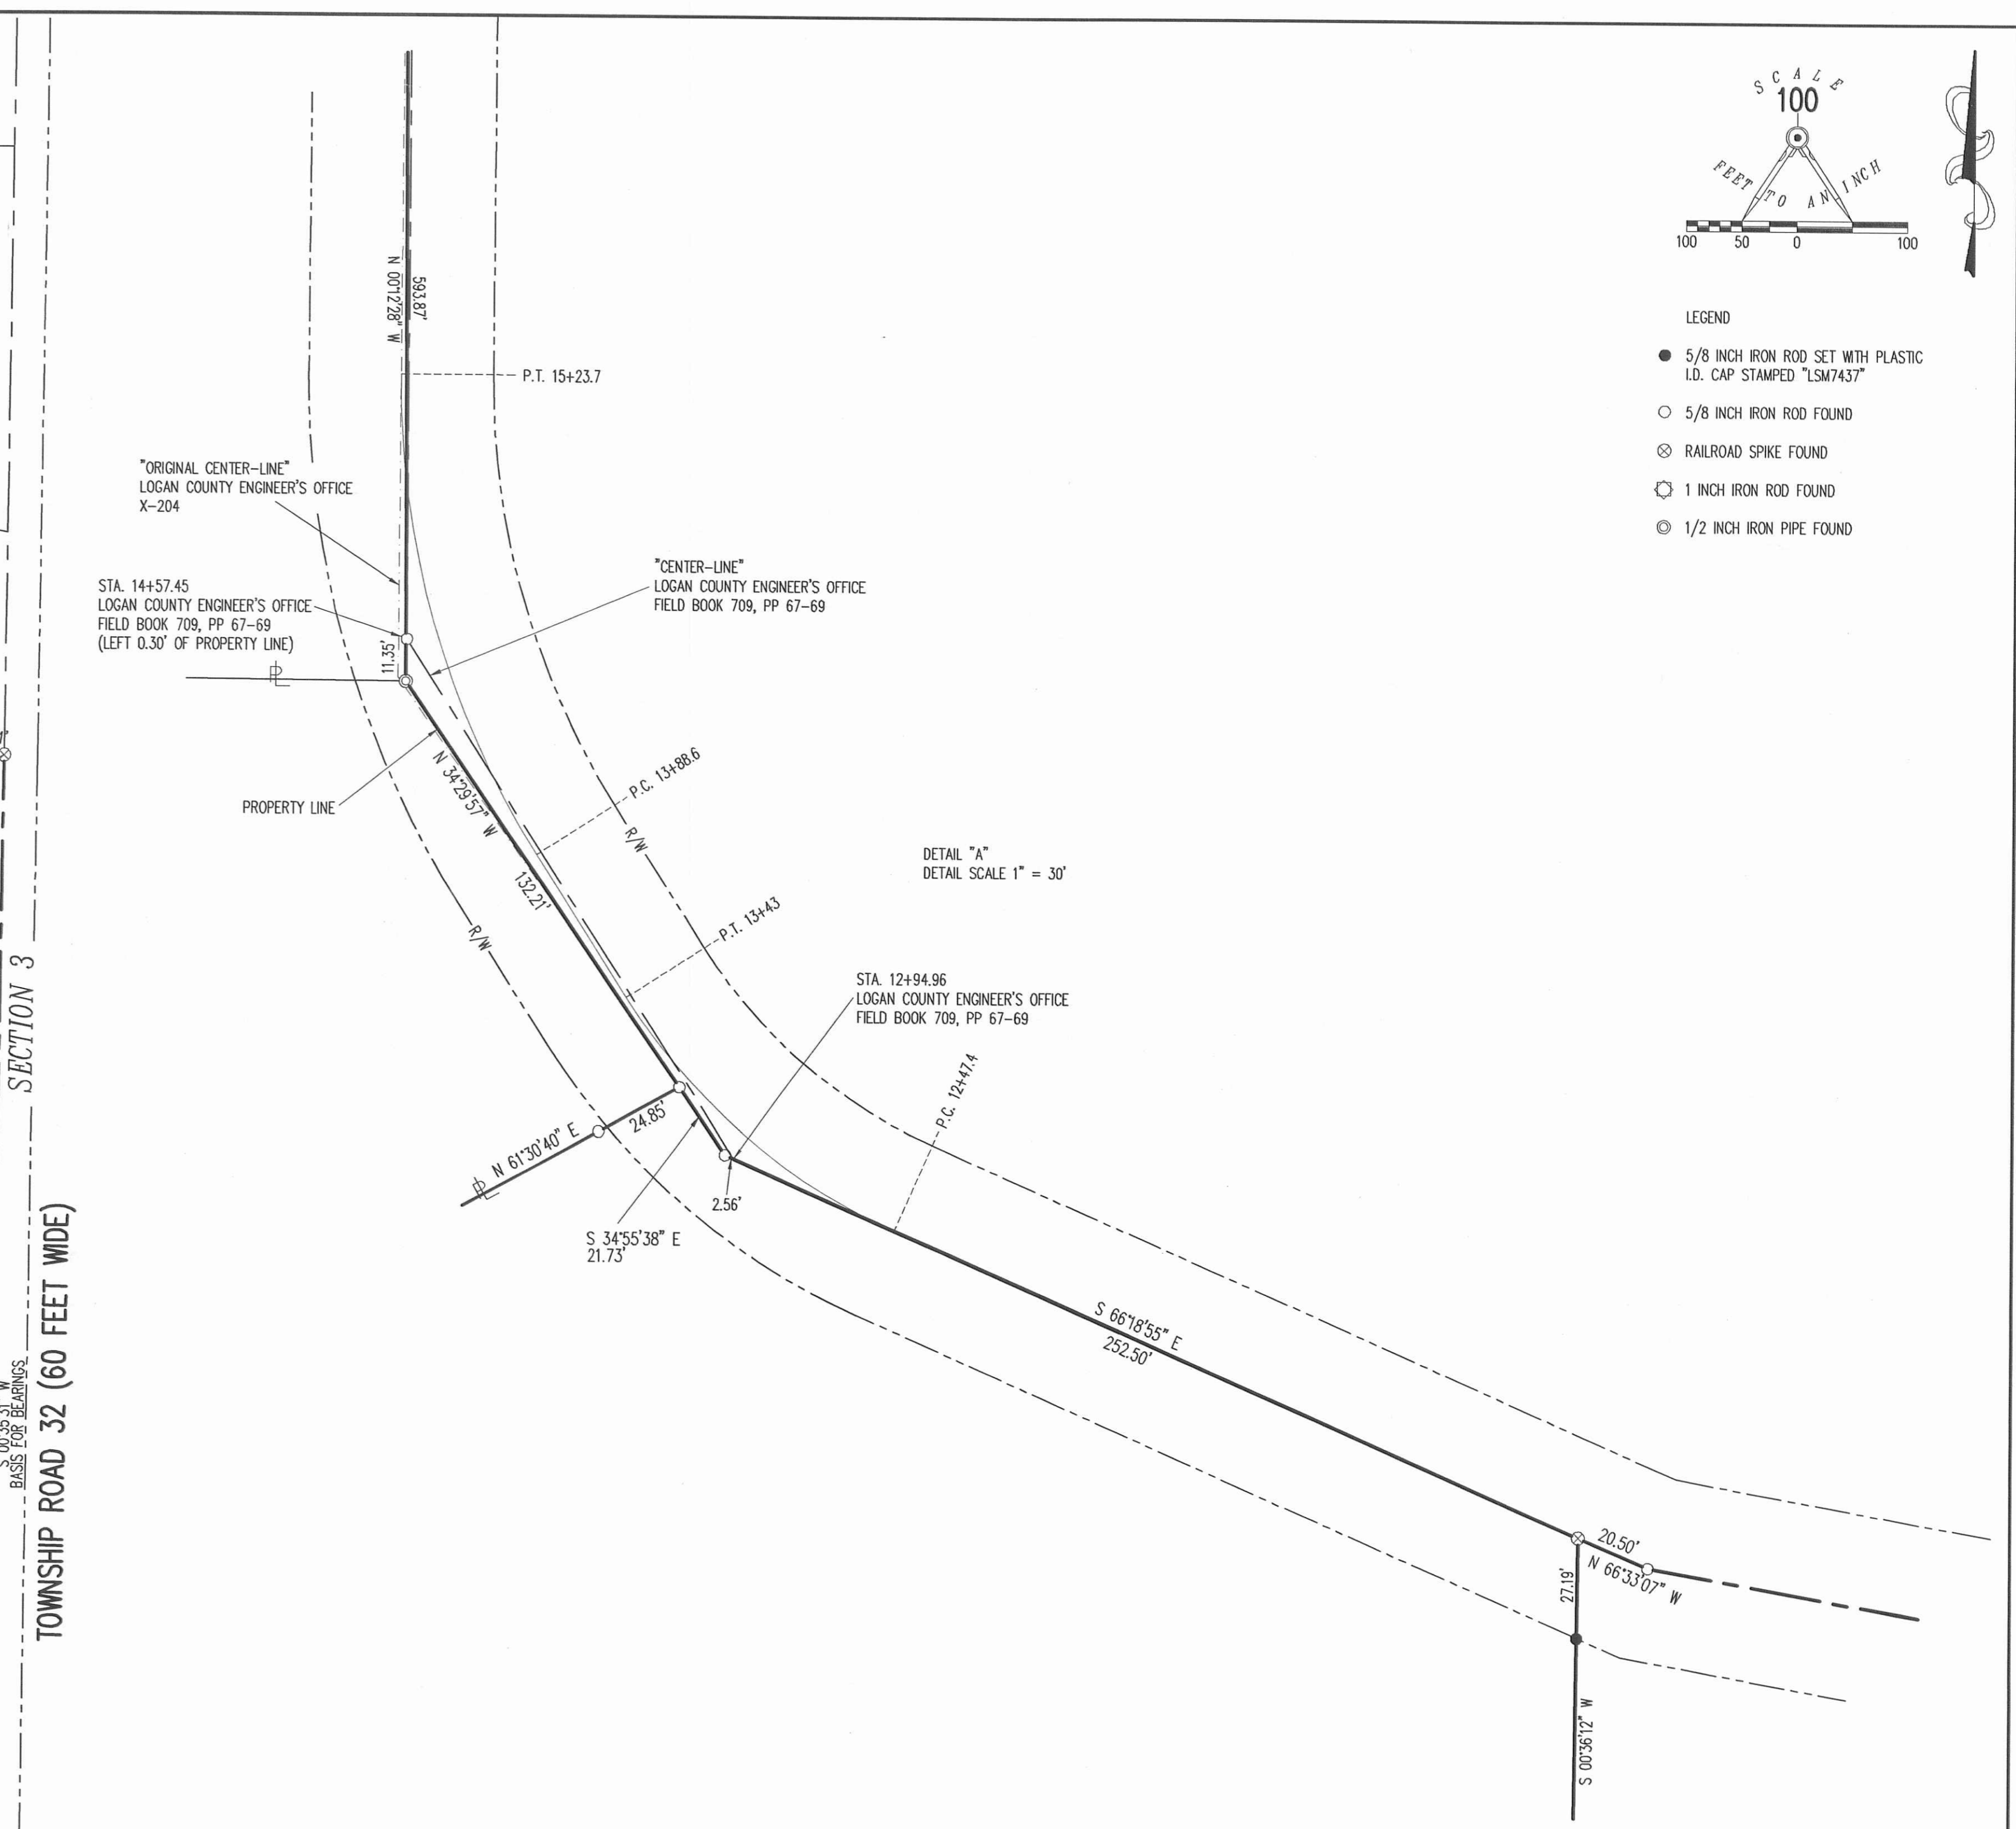 SCALE
100
FEET TO AN INCH
100 50 0 100
LEGEND
5/8 INCH IRON ROD SET WITH PLASTIC
I.D. CAP STAMPED "LSM7437"
5/8 INCH IRON ROD FOUND
RAILROAD SPIKE FOUND
1 INCH IRON ROD FOUND
1/2 INCH IRON PIPE FOUND
N 00°12'28" W
593.87'
P.T. 15+23.7
"ORIGINAL CENTER-LINE"
LOGAN COUNTY ENGINEER'S OFFICE
X-204
"CENTER-LINE"
LOGAN COUNTY ENGINEER'S OFFICE
FIELD BOOK 709, PP 67-69
STA. 14+57.45
LOGAN COUNTY ENGINEER'S OFFICE
FIELD BOOK 709, PP 67-69
(LEFT 0.30' OF PROPERTY LINE)
11.35'
PL
PROPERTY LINE
N 34°29'57" W
132.21'
P.C. 13+88.6
R/W
R/W
DETAIL "A"
DETAIL SCALE 1" = 30'
P.T. 13+43
STA. 12+94.96
LOGAN COUNTY ENGINEER'S OFFICE
FIELD BOOK 709, PP 67-69
P.C. 12+47.4
24.85'
N 61°30'40" E
PL
2.56'
S 34°55'38" E
21.73'
S 66°18'55" E
252.50'
20.50'
N 66°33'07" W
27.19'
S 00°36'12" W
SECTION 3
TOWNSHIP ROAD 32 (60 FEET WIDE)
S 00°35'31" W
BASIS FOR BEARINGS